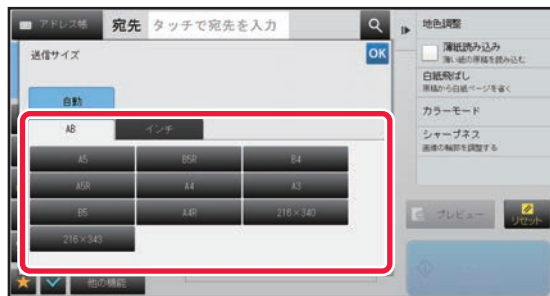 アドレス帳 宛先 タッチで宛先を入力
送信サイズ
OK
自動
AB インチ
A5 B5R B4
A5R A4 A3
B5 A4R 216×340
216×343
他の機能
地色調整
薄紙読み込み
薄い紙の原稿を読み込む
白紙飛ばし
原稿から白紙ページを省く
カラーモード
シャープネス
画像の輪郭を調整する
プレビュー
リセット